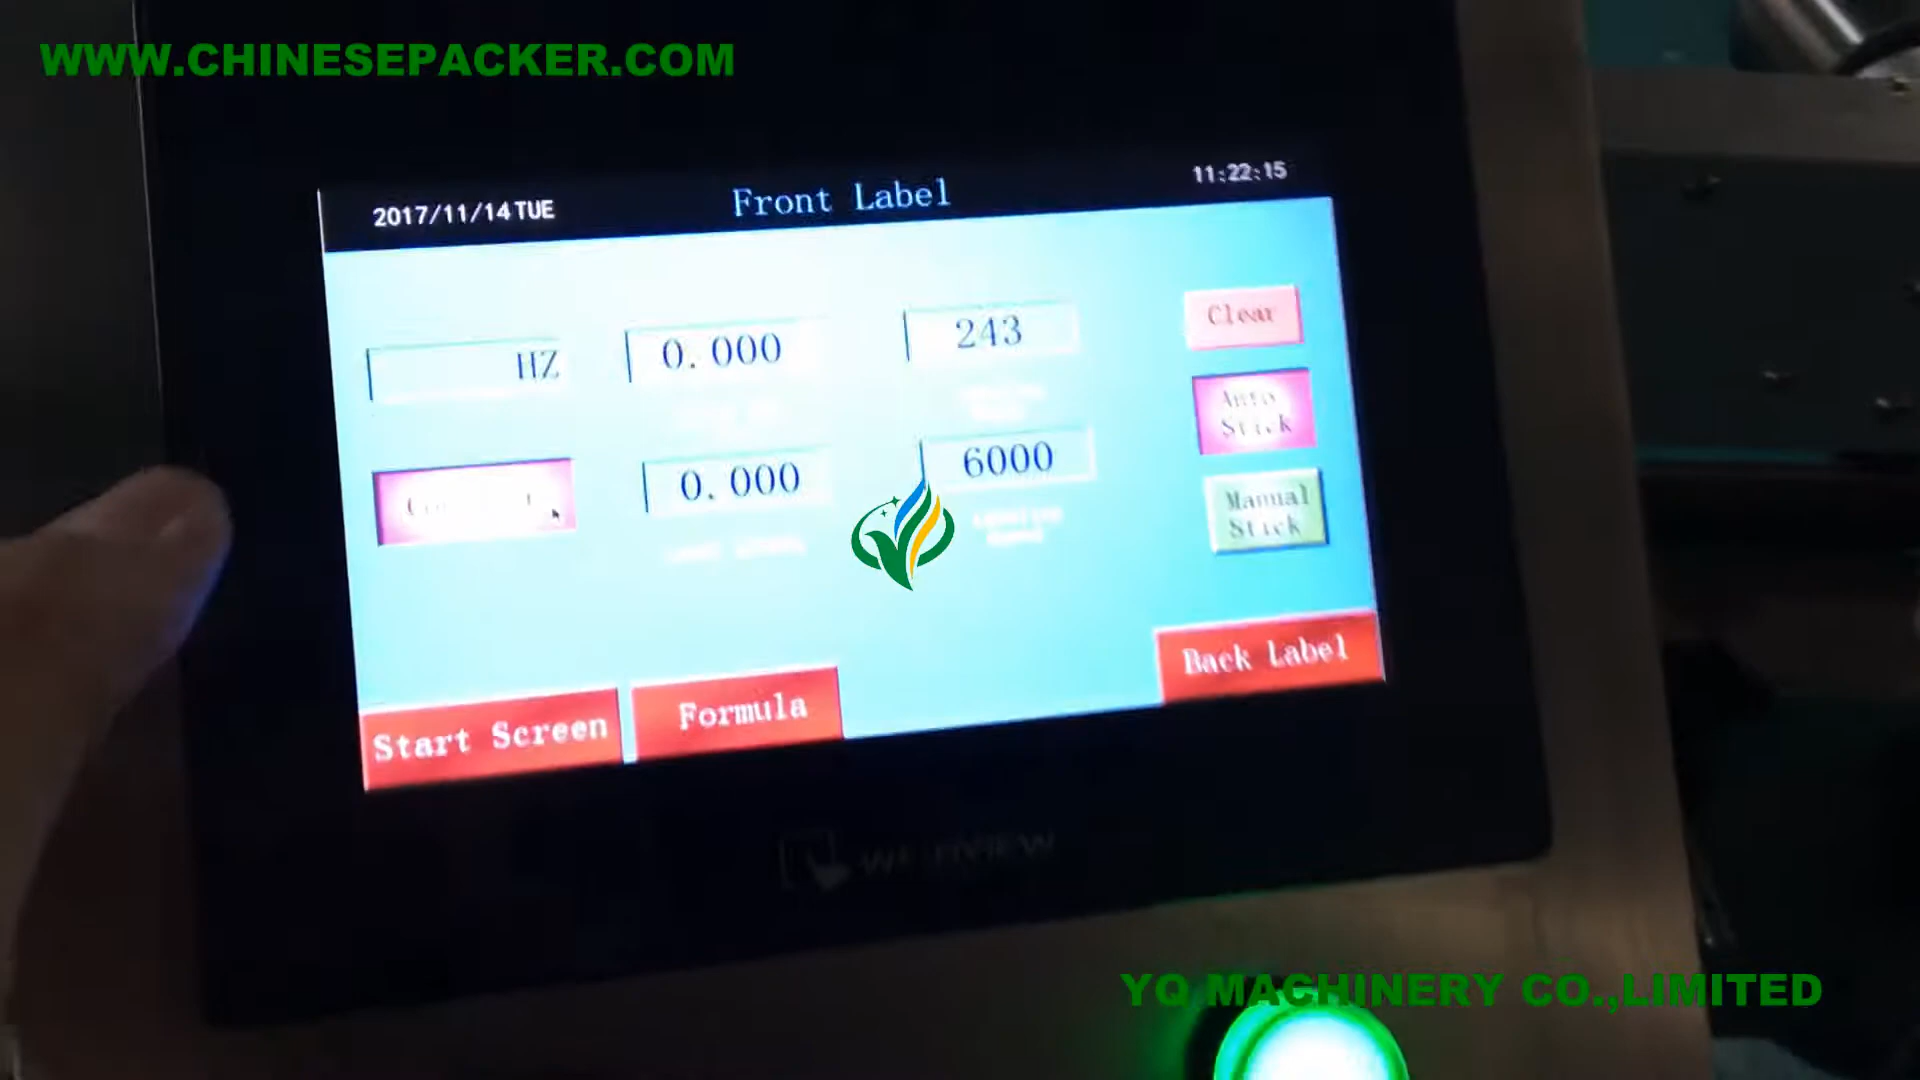 WWW.CHINESEPACKER.COM
2017/11/14 TUE
Front Label
11:22:15
HZ
0.000
243
Clear
Auto
Stick
0.000
6000
Manual
Stick
Start Screen
Formula
Back Label
YQ MACHINERY CO.,LIMITED